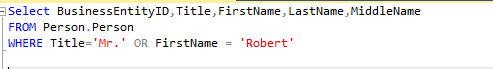 Select BusinessEntityID,Title,FirstName,LastName,MiddleName
FROM Person.Person
WHERE Title='Mr.' OR FirstName = 'Robert'